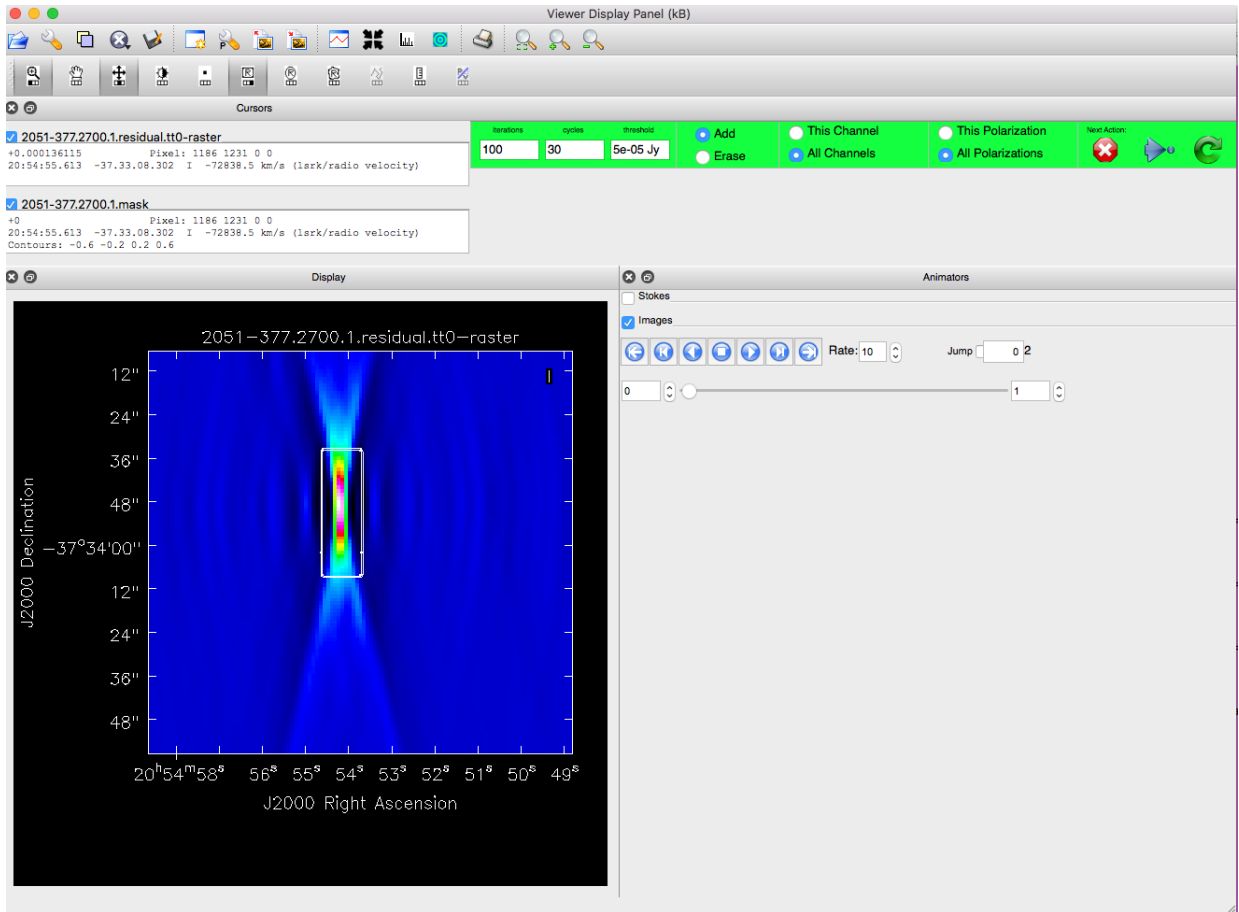 Viewer Display Panel (kB)
Cursors
2051-377.2700.1.residual.tt0-raster
+0.000136115 Pixel: 1186 1231 0 0
20:54:55.613 -37.33.08.302 I -72838.5 km/s (lsrk/radio velocity)
2051-377.2700.1.mask
+0 Pixel: 1186 1231 0 0
20:54:55.613 -37.33.08.302 I -72838.5 km/s (lsrk/radio velocity)
Contours: -0.6 -0.2 0.2 0.6
iterations cycles threshold
100 30 5e-05 Jy
Add
Erase
This Channel
All Channels
This Polarization
All Polarizations
Next Action:
Display
2051-377.2700.1.residual.tt0-raster
I
12"
24"
36"
48"
-37°34'00"
12"
24"
36"
48"
J2000 Declination
20ʰ54ᵐ58ˢ 56ˢ 55ˢ 54ˢ 53ˢ 52ˢ 51ˢ 50ˢ 49ˢ
J2000 Right Ascension
Animators
Stokes
Images
Rate: 10 Jump 0 2
0 1